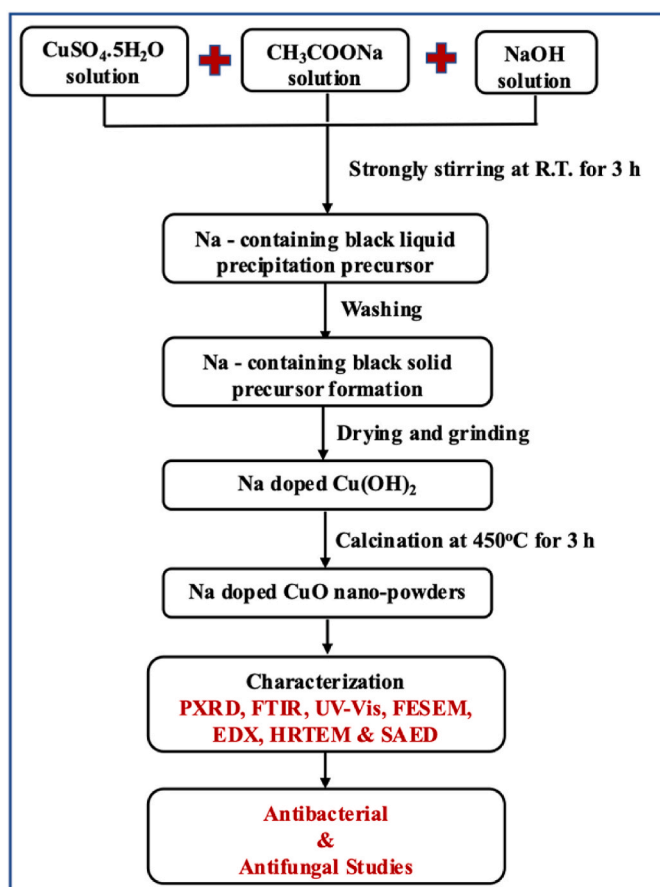 CuSO₄.5H₂O
solution
+
CH₃COONa
solution
+
NaOH
solution
Strongly stirring at R.T. for 3 h
Na - containing black liquid
precipitation precursor
Washing
Na - containing black solid
precursor formation
Drying and grinding
Na doped Cu(OH)₂
Calcination at 450°C for 3 h
Na doped CuO nano-powders
Characterization
PXRD, FTIR, UV-Vis, FESEM,
EDX, HRTEM & SAED
Antibacterial
&
Antifungal Studies